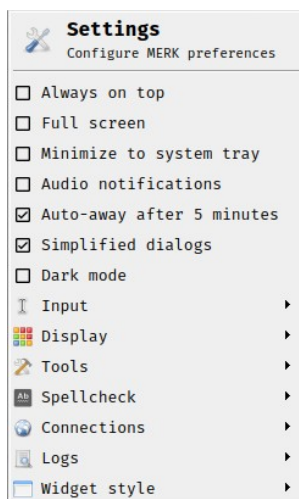 Settings
Configure MERK preferences
Always on top
Full screen
Minimize to system tray
Audio notifications
Auto-away after 5 minutes
Simplified dialogs
Dark mode
Input
Display
Tools
Ab
Spellcheck
Connections
Logs
Widget style